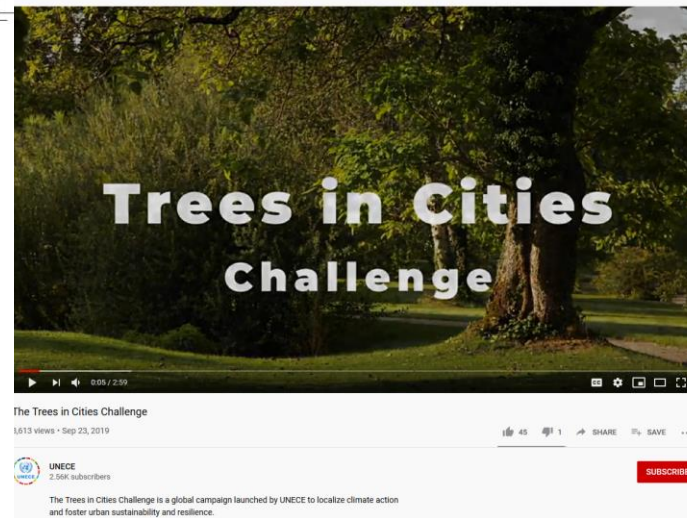 Trees in Cities
Challenge
0:05 / 2:59
CC
The Trees in Cities Challenge
,613 views • Sep 23, 2019
45
1
SHARE
SAVE
UNECE
UNECE
2.56K subscribers
SUBSCRIBE
The Trees in Cities Challenge is a global campaign launched by UNECE to localize climate action
and foster urban sustainability and resilience.